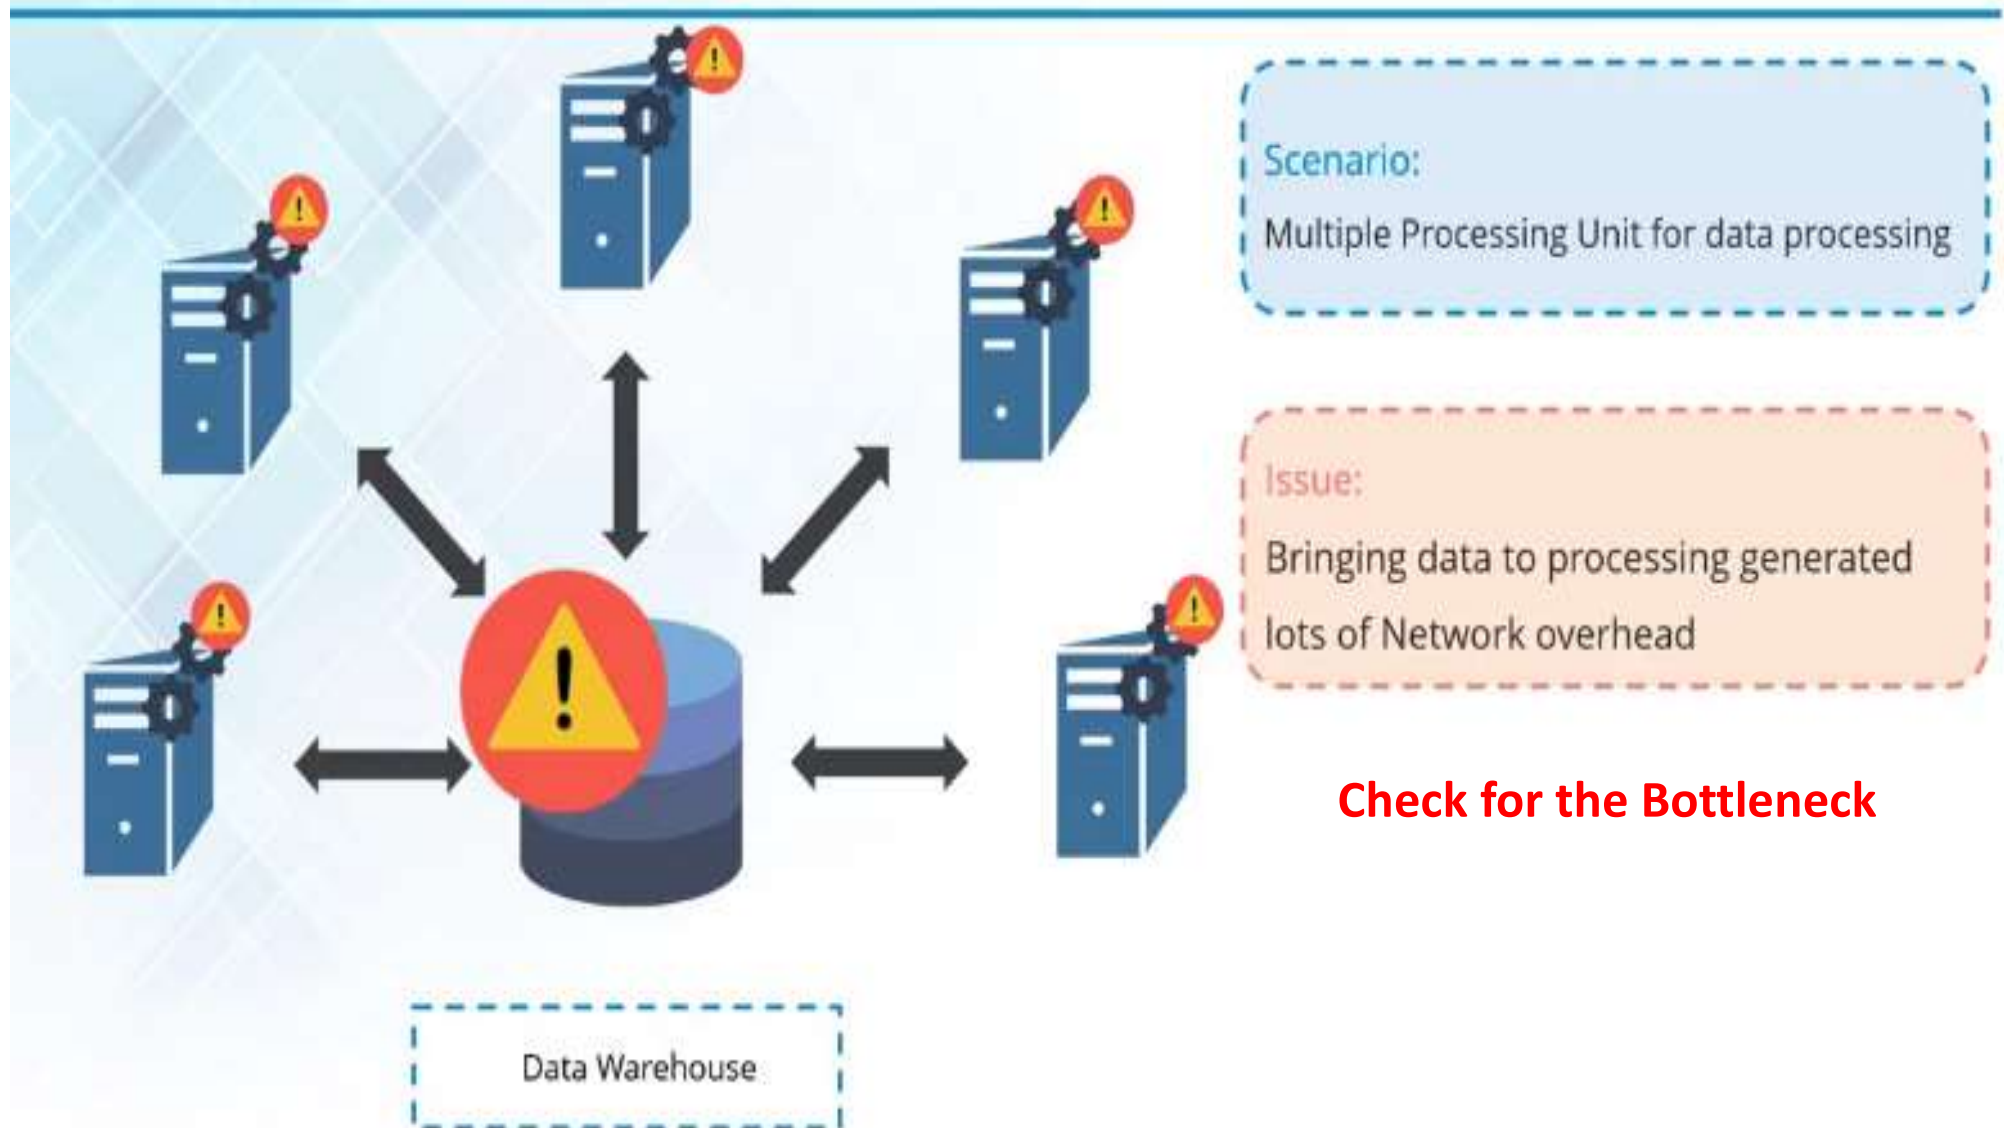 Scenario:
Multiple Processing Unit for data processing
Issue:
Bringing data to processing generated
lots of Network overhead
Check for the Bottleneck
Data Warehouse